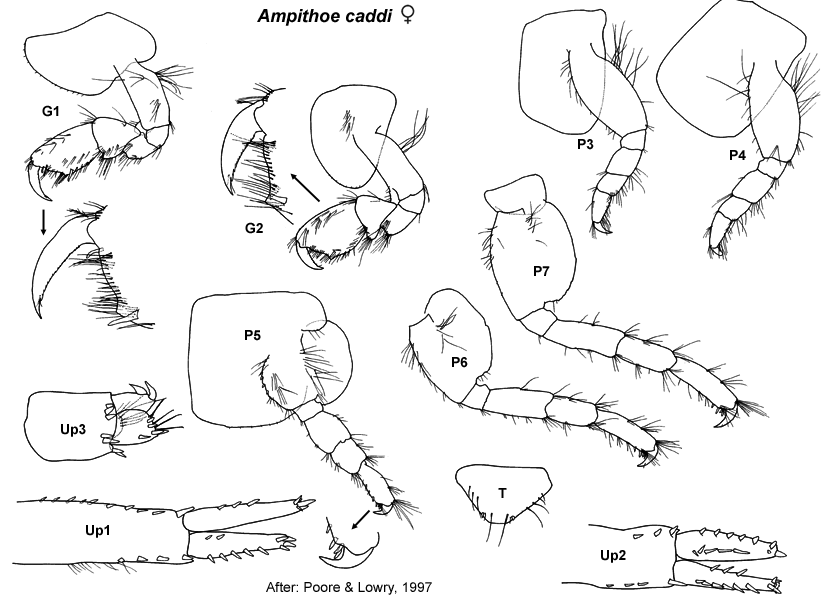 Ampithoe caddi ♀
G1
G2
P3
P4
P7
P5
P6
Up3
T
Up1
Up2
After: Poore & Lowry, 1997